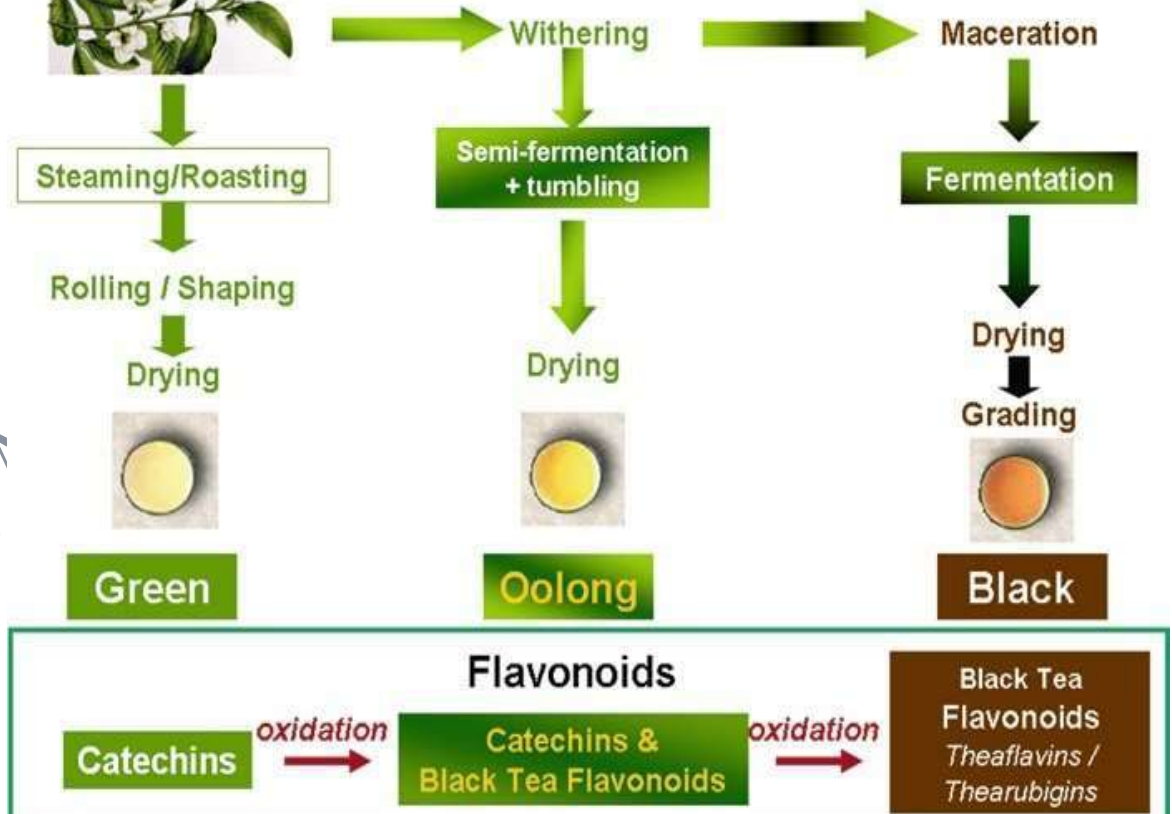 Withering
Maceration
Steaming/Roasting
Semi-fermentation
+ tumbling
Fermentation
Rolling / Shaping
Drying
Drying
Drying
Grading
Green
Oolong
Black
Flavonoids
Catechins
oxidation
Catechins &
Black Tea Flavonoids
oxidation
Black Tea
Flavonoids
Theaflavins /
Thearubigins